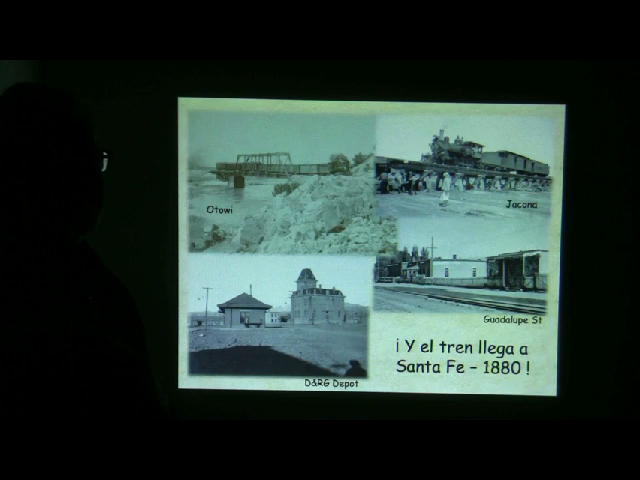 Otowi
Jacona
Guadalupe St
D&RG Depot
¡ Y el tren llega a
Santa Fe – 1880 !